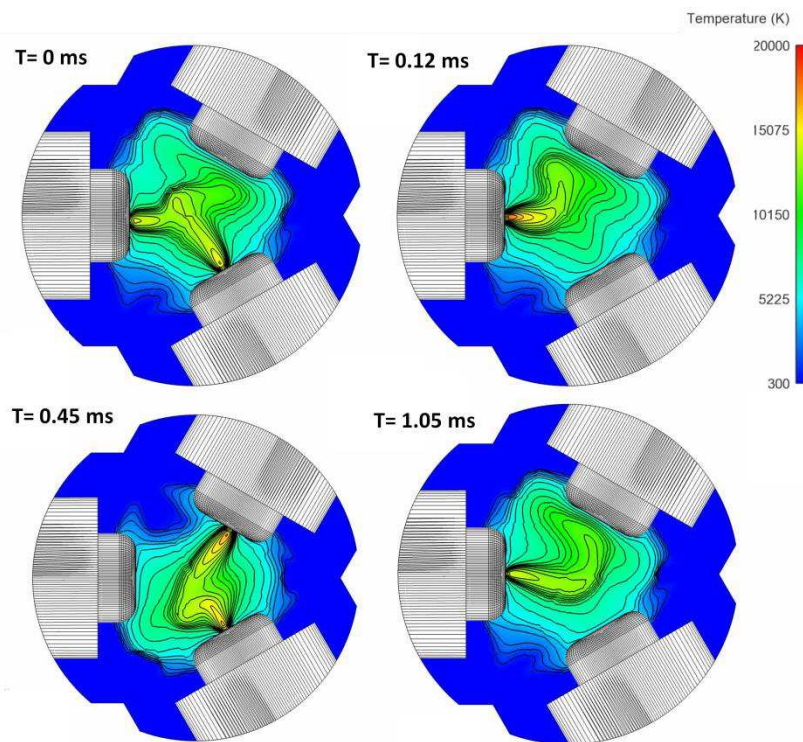 Temperature (K)
T= 0 ms
T= 0.12 ms
20000
15075
10150
5225
300
T= 0.45 ms
T= 1.05 ms